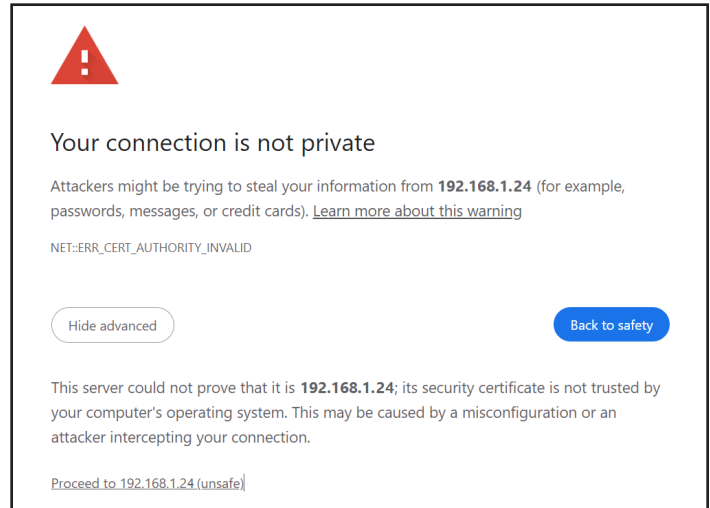 Your connection is not private
Attackers might be trying to steal your information from 192.168.1.24 (for example,
passwords, messages, or credit cards). Learn more about this warning
NET::ERR_CERT_AUTHORITY_INVALID
Hide advanced
Back to safety
This server could not prove that it is 192.168.1.24; its security certificate is not trusted by
your computer's operating system. This may be caused by a misconfiguration or an
attacker intercepting your connection.
Proceed to 192.168.1.24 (unsafe)